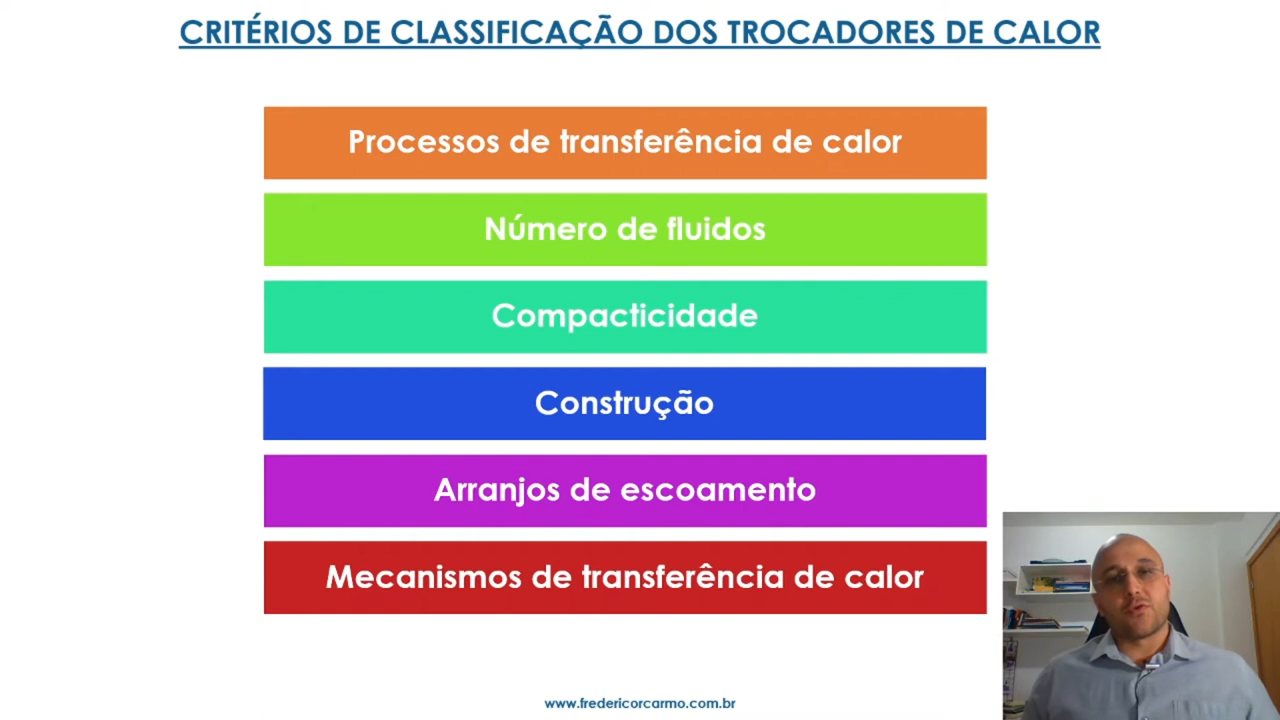 CRITÉRIOS DE CLASSIFICAÇÃO DOS TROCADORES DE CALOR
Processos de transferência de calor
Número de fluidos
Compacticidade
Construção
Arranjos de escoamento
Mecanismos de transferência de calor
www.fredericorcarmo.com.br